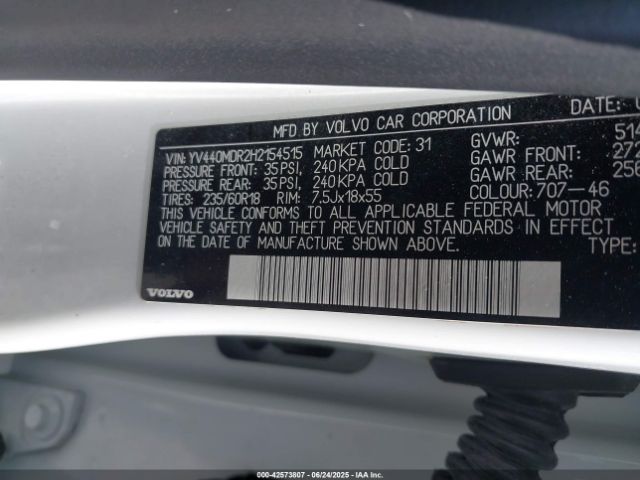 MFD.BY VOLVO CAR CORPORATION DATE:
VIN: YV440MDR2H2154515 MARKET CODE: 31 GVWR:
PRESSURE FRONT: 35PSI, 240KPA COLD GAWR FRONT:
PRESSURE REAR: 35PSI, 240KPA COLD GAWR REAR:
TIRES: 235/60R18 RIM: 7,5Jx18x55 COLOUR: 707-46
THIS VEHICLE CONFORMS TO ALL APPLICABLE FEDERAL MOTOR
VEHICLE SAFETY AND THEFT PREVENTION STANDARDS IN EFFECT
ON THE DATE OF MANUFACTURE SHOWN ABOVE. TYPE:
VOLVO
000-42573807 - 06/24/2025 - IAA Inc.